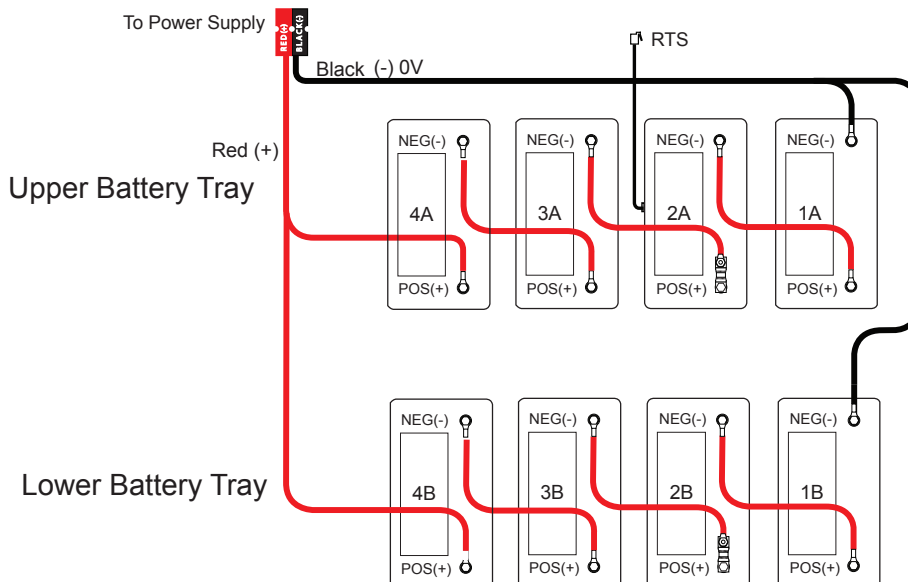 To Power Supply
RED(+)
BLACK(-)
RTS
Black (-) 0V
Red (+)
Upper Battery Tray
NEG(-) NEG(-) NEG(-) NEG(-)
4A 3A 2A 1A
POS(+) POS(+) POS(+) POS(+)
Lower Battery Tray
NEG(-) NEG(-) NEG(-) NEG(-)
4B 3B 2B 1B
POS(+) POS(+) POS(+) POS(+)